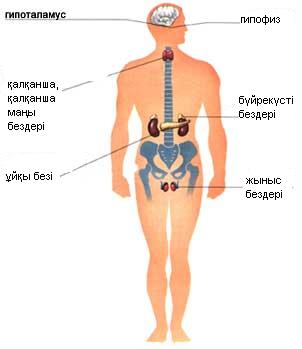 гипоталамус
гипофиз
қалқанша,
қалқанша
маңы
бездері
бүйрекүсті
бездері
ұйқы безі
жыныс
бездері